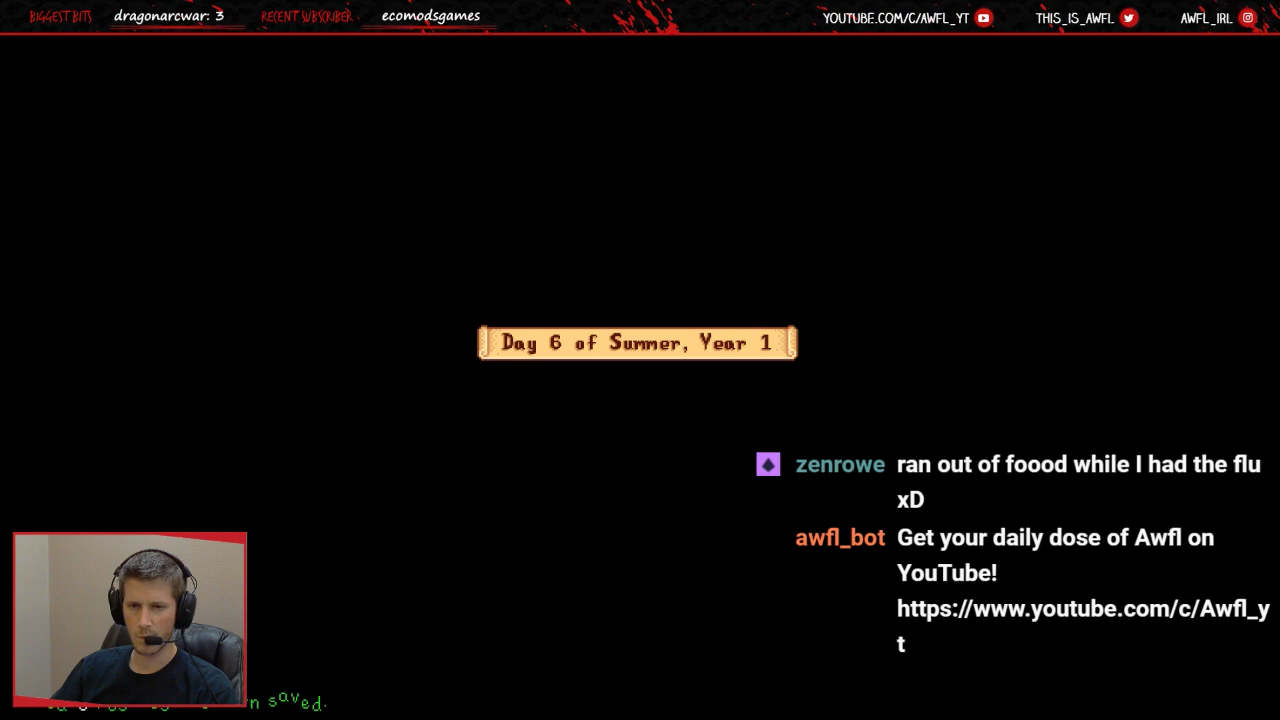 BIGGEST BITS dragonarcwar: 3 RECENT SUBSCRIBER ecomodsgames YOUTUBE.COM/C/AWFL_YT THIS_IS_AWFL AWFL_IRL
Day 6 of Summer, Year 1
zenrowe ran out of foood while I had the flu
xD
awfl_bot Get your daily dose of Awfl on
YouTube!
https://www.youtube.com/c/Awfl_y
t
saved.